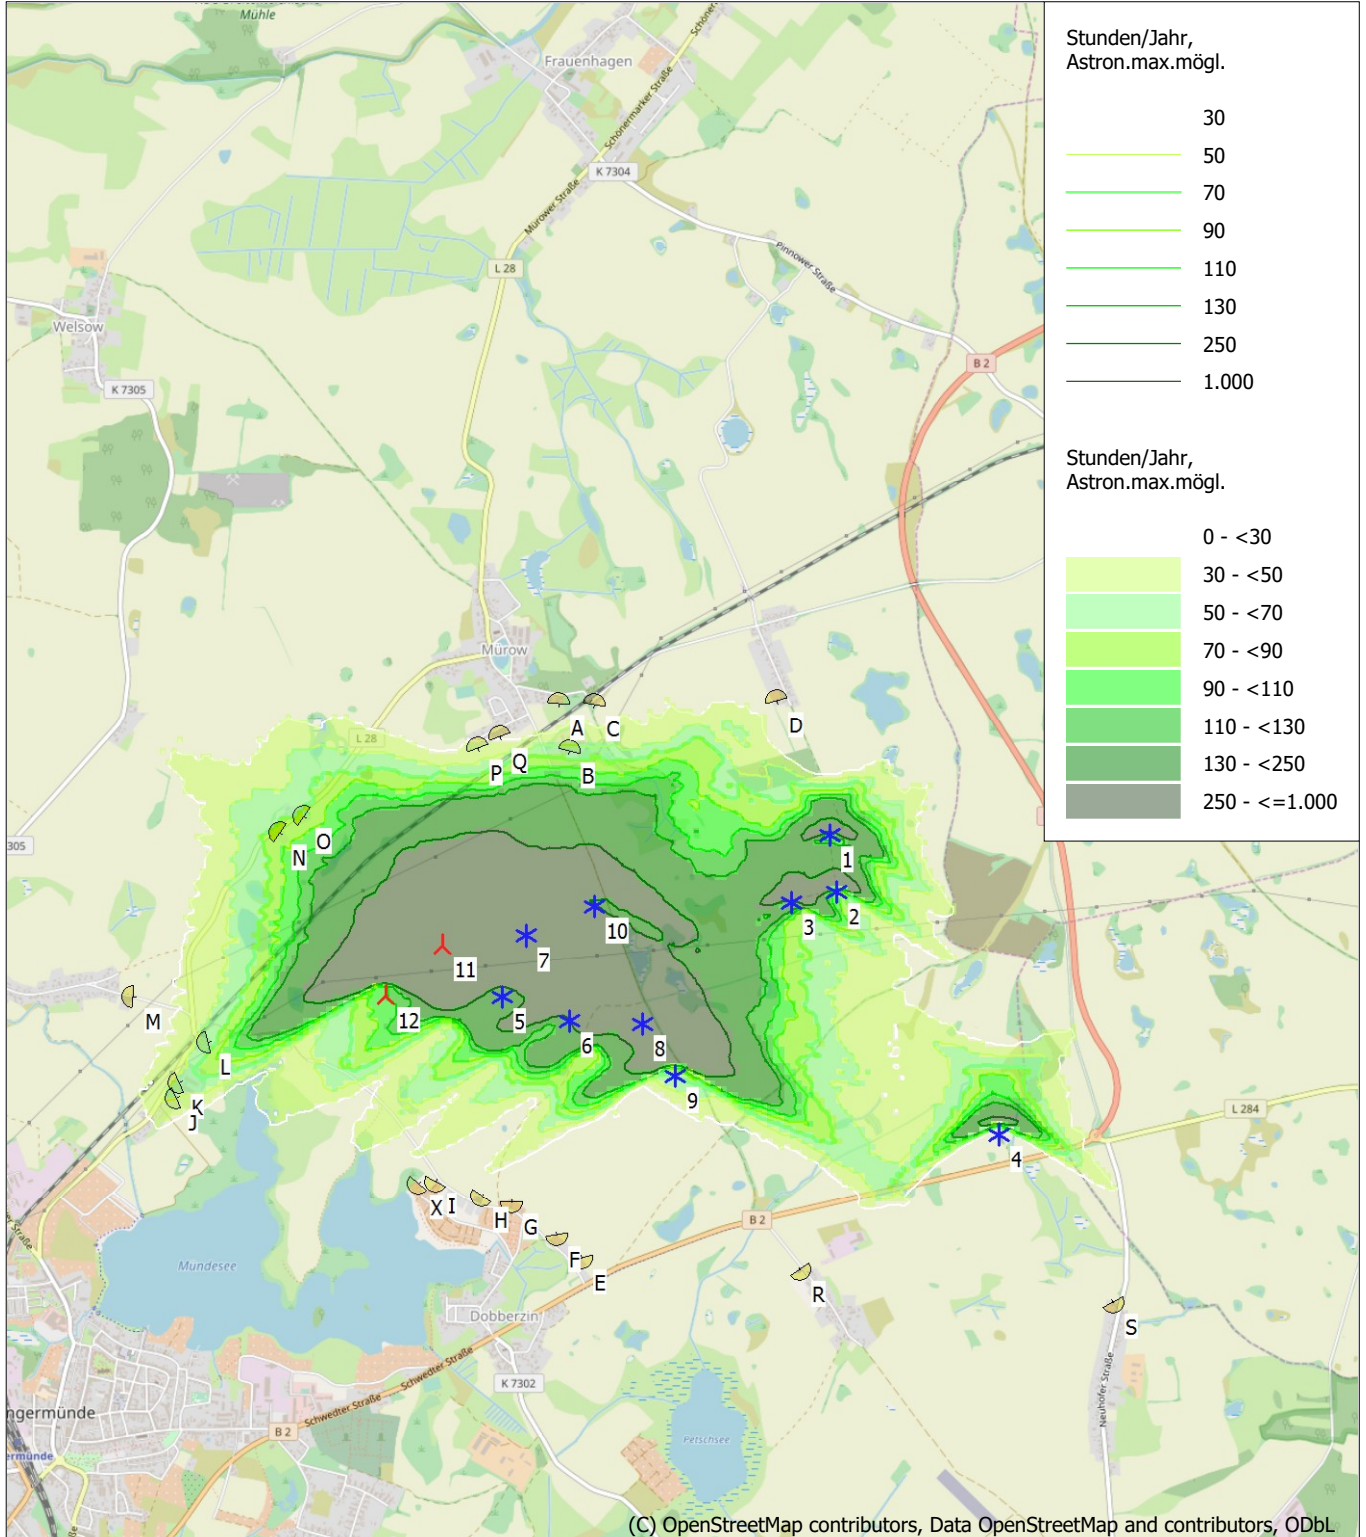 Mühle
Frauenhagen
Schönermarker Straße
K 7304
Mürower Straße
L 28
Pinnower Straße
Welsow
K 7305
B 2
Mürow
L 28
A
C
D
Q
P
B
O
N
305
1
2
3
10
7
11
12
5
6
8
9
4
M
L
K
J
L 284
X
I
H
G
F
E
B 2
R
S
Mundesee
Dobberzin
K 7302
Schwedter Straße
Schwedter Straße
B 2
ngermünde
ermünde
Petschsee
Neuhofer Straße
Stunden/Jahr,
Astron.max.mögl.
30
50
70
90
110
130
250
1.000
Stunden/Jahr,
Astron.max.mögl.
0 - <30
30 - <50
50 - <70
70 - <90
90 - <110
110 - <130
130 - <250
250 - <=1.000
(C) OpenStreetMap contributors, Data OpenStreetMap and contributors, ODbL